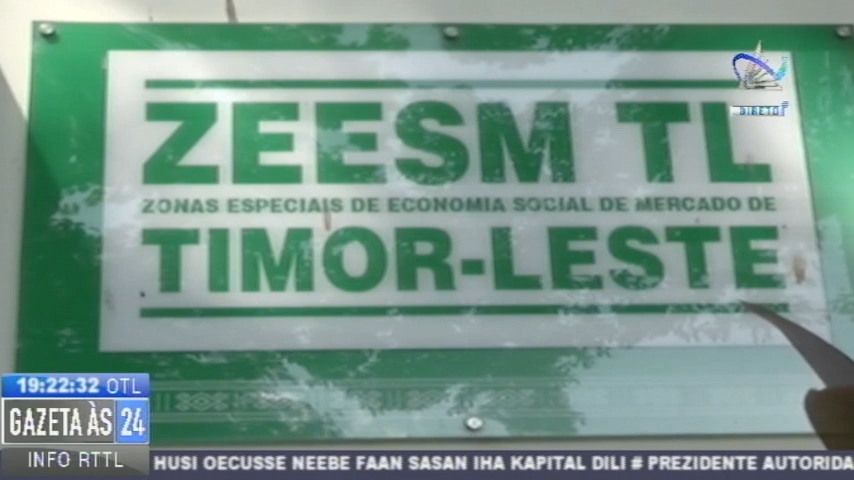 DIRETU
ZEESM TL
ZONAS ESPECIAIS DE ECONOMIA SOCIAL DE MERCADO DE
TIMOR-LESTE
19:22:32 OTL
GAZETA ÀS 24
INFO RTTL
HUSI OECUSSE NEEBE FAAN SASAN IHA KAPITAL DILI # PREZIDENTE AUTORIDA